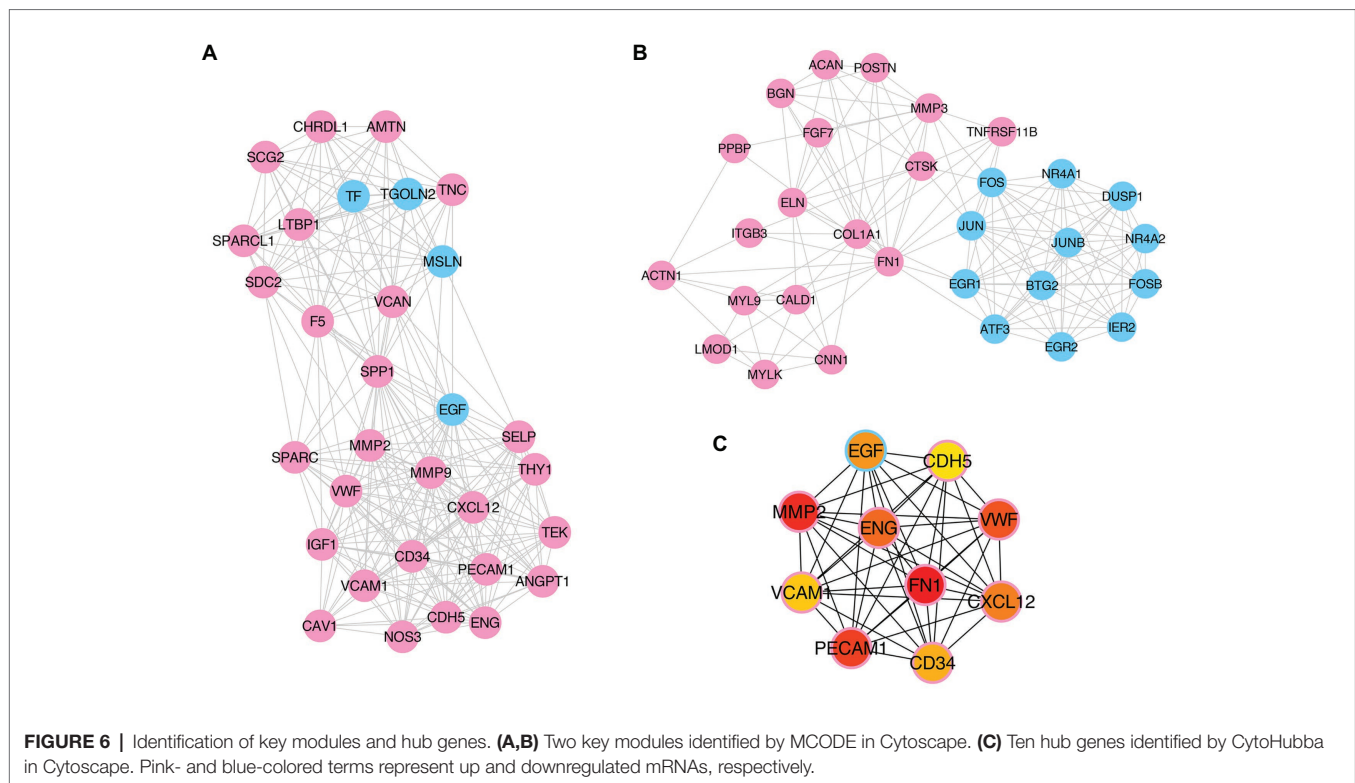 A
CHRDL1
AMTN
SCG2
TF
TGOLN2
TNC
LTBP1
SPARCL1
MSLN
SDC2
VCAN
F5
SPP1
EGF
SELP
MMP2
SPARC
MMP9
THY1
VWF
CXCL12
TEK
IGF1
CD34
PECAM1
VCAM1
ANGPT1
CAV1
CDH5
ENG
NOS3
B
ACAN
POSTN
BGN
MMP3
FGF7
TNFRSF11B
PPBP
CTSK
FOS
NR4A1
DUSP1
ELN
JUN
ITGB3
COL1A1
JUNB
NR4A2
FN1
ACTN1
EGR1
BTG2
FOSB
MYL9
CALD1
ATF3
IER2
LMOD1
EGR2
CNN1
MYLK
C
EGF
CDH5
MMP2
ENG
VWF
VCAM1
FN1
CXCL12
PECAM1
CD34
FIGURE 6 | Identification of key modules and hub genes. (A,B) Two key modules identified by MCODE in Cytoscape. (C) Ten hub genes identified by CytoHubba
in Cytoscape. Pink- and blue-colored terms represent up and downregulated mRNAs, respectively.